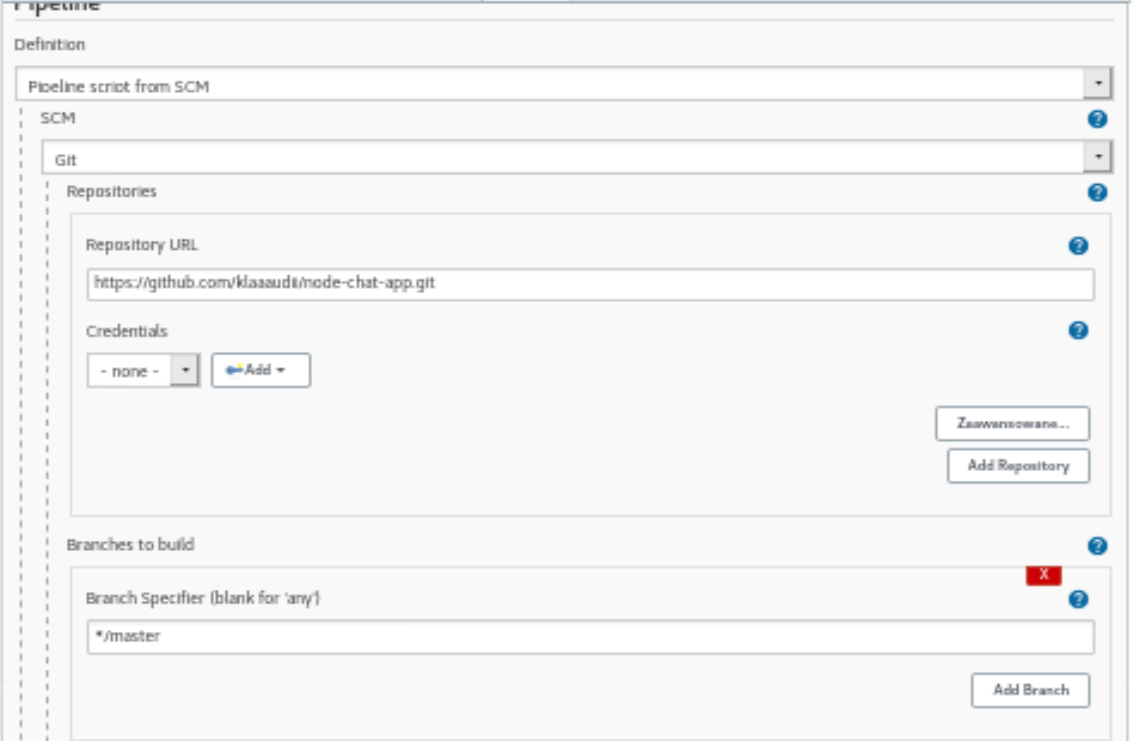 Pipeline
Definition
Pipeline script from SCM
SCM
Git
Repositories
Repository URL
https://github.com/klaaaudii/node-chat-app.git
Credentials
- none -
Add
Zaawansowane...
Add Repository
Branches to build
X
Branch Specifier (blank for 'any')
*/master
Add Branch